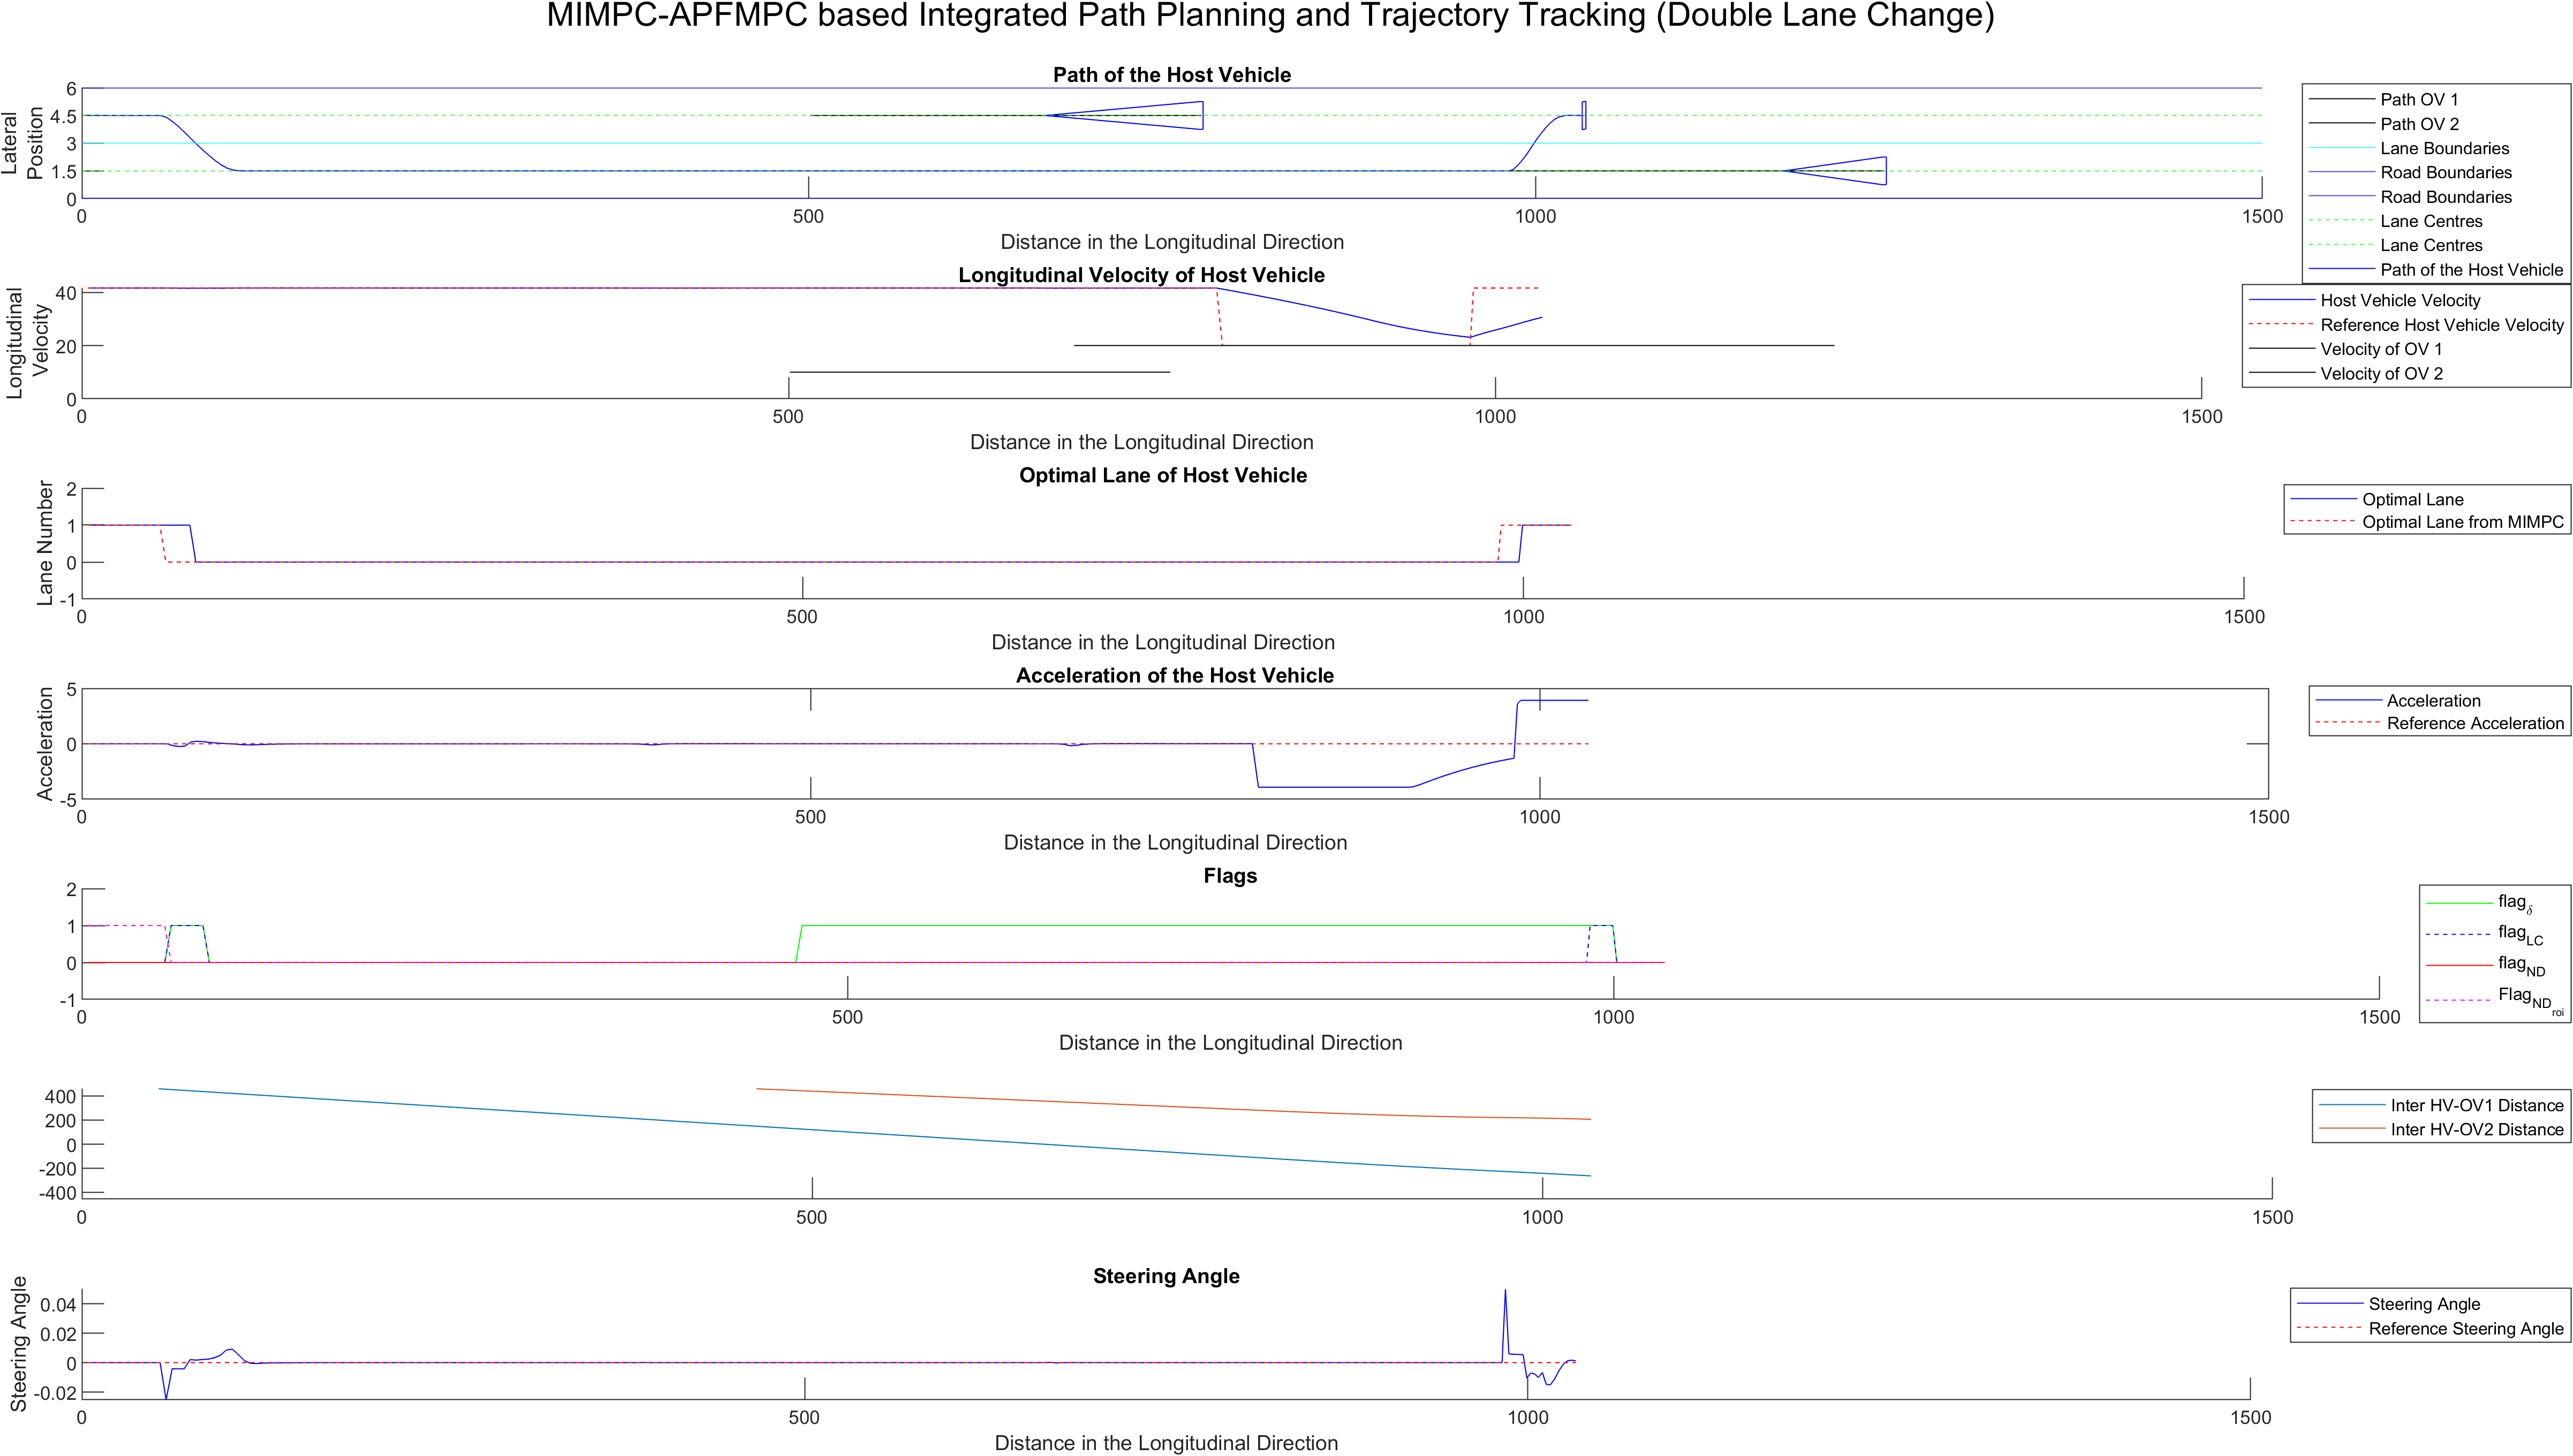 MIMPC-APFMPC based Integrated Path Planning and Trajectory Tracking (Double Lane Change)
Path of the Host Vehicle
Lateral
Position
6
4.5
3
1.5
0
0 500 1000 1500
Distance in the Longitudinal Direction
Path OV 1
Path OV 2
Lane Boundaries
Road Boundaries
Road Boundaries
Lane Centres
Lane Centres
Path of the Host Vehicle
Longitudinal Velocity of Host Vehicle
Longitudinal
Velocity
40
20
0
0 500 1000 1500
Distance in the Longitudinal Direction
Host Vehicle Velocity
Reference Host Vehicle Velocity
Velocity of OV 1
Velocity of OV 2
Optimal Lane of Host Vehicle
Lane Number
2
1
0
-1
0 500 1000 1500
Distance in the Longitudinal Direction
Optimal Lane
Optimal Lane from MIMPC
Acceleration of the Host Vehicle
Acceleration
5
0
-5
0 500 1000 1500
Distance in the Longitudinal Direction
Acceleration
Reference Acceleration
Flags
2
1
0
-1
0 500 1000 1500
Distance in the Longitudinal Direction
flagδ
flagLC
flagND
FlagNDroi
400
200
0
-200
-400
0 500 1000 1500
Inter HV-OV1 Distance
Inter HV-OV2 Distance
Steering Angle
Steering Angle
0.04
0.02
0
-0.02
0 500 1000 1500
Distance in the Longitudinal Direction
Steering Angle
Reference Steering Angle